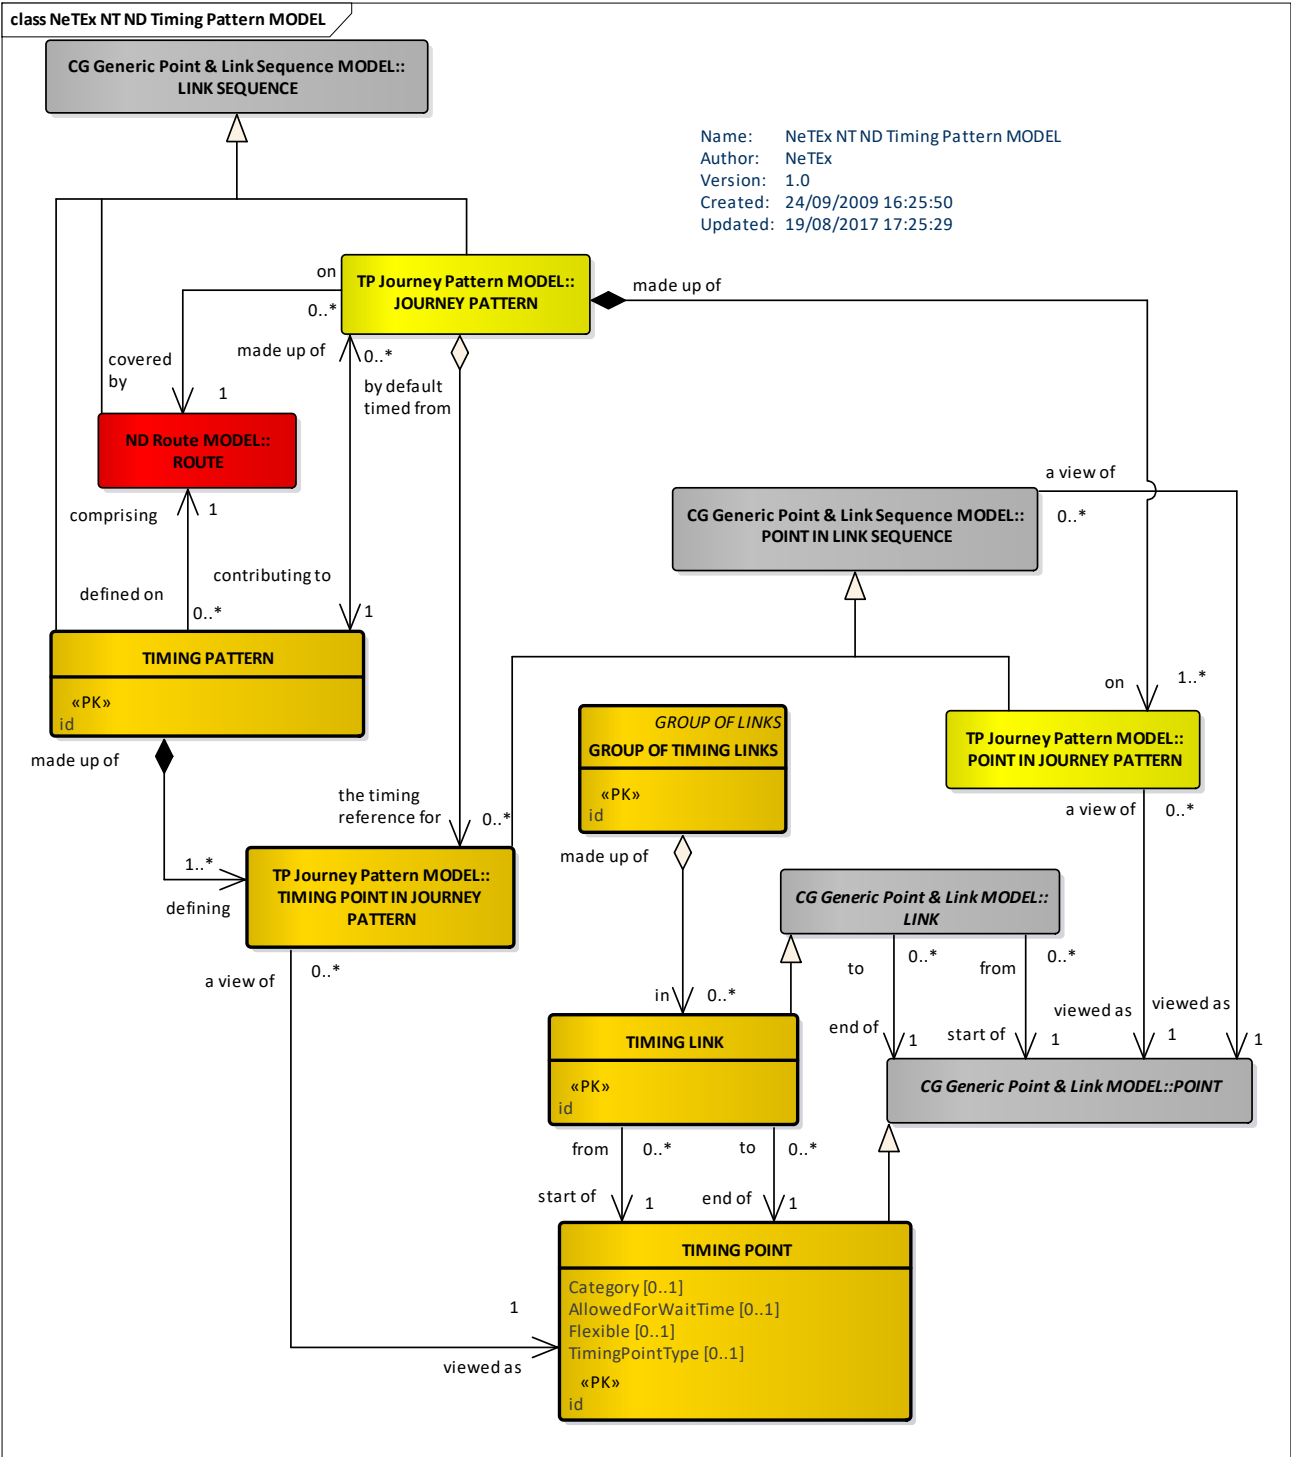 class NeTEx NT ND Timing Pattern MODEL
CG Generic Point & Link Sequence MODEL::
LINK SEQUENCE
Name: NeTEx NT ND Timing Pattern MODEL
Author: NeTEx
Version: 1.0
Created: 24/09/2009 16:25:50
Updated: 19/08/2017 17:25:29
on
0..*
TP Journey Pattern MODEL::
JOURNEY PATTERN
made up of
made up of
0..*
covered
by
1
by default
timed from
ND Route MODEL::
ROUTE
a view of
0..*
comprising
1
CG Generic Point & Link Sequence MODEL::
POINT IN LINK SEQUENCE
contributing to
defined on
0..*
1
TIMING PATTERN
«PK»
id
on
1..*
GROUP OF LINKS
GROUP OF TIMING LINKS
«PK»
id
TP Journey Pattern MODEL::
POINT IN JOURNEY PATTERN
made up of
the timing
reference for
0..*
a view of
0..*
made up of
1..*
defining
TP Journey Pattern MODEL::
TIMING POINT IN JOURNEY
PATTERN
CG Generic Point & Link MODEL::
LINK
a view of
0..*
to
0..*
from
0..*
in
0..*
viewed as
viewed as
end of
1
start of
1
1
1
TIMING LINK
«PK»
id
CG Generic Point & Link MODEL::POINT
from
0..*
to
0..*
start of
1
end of
1
TIMING POINT
Category [0..1]
AllowedForWaitTime [0..1]
Flexible [0..1]
TimingPointType [0..1]
«PK»
id
1
viewed as